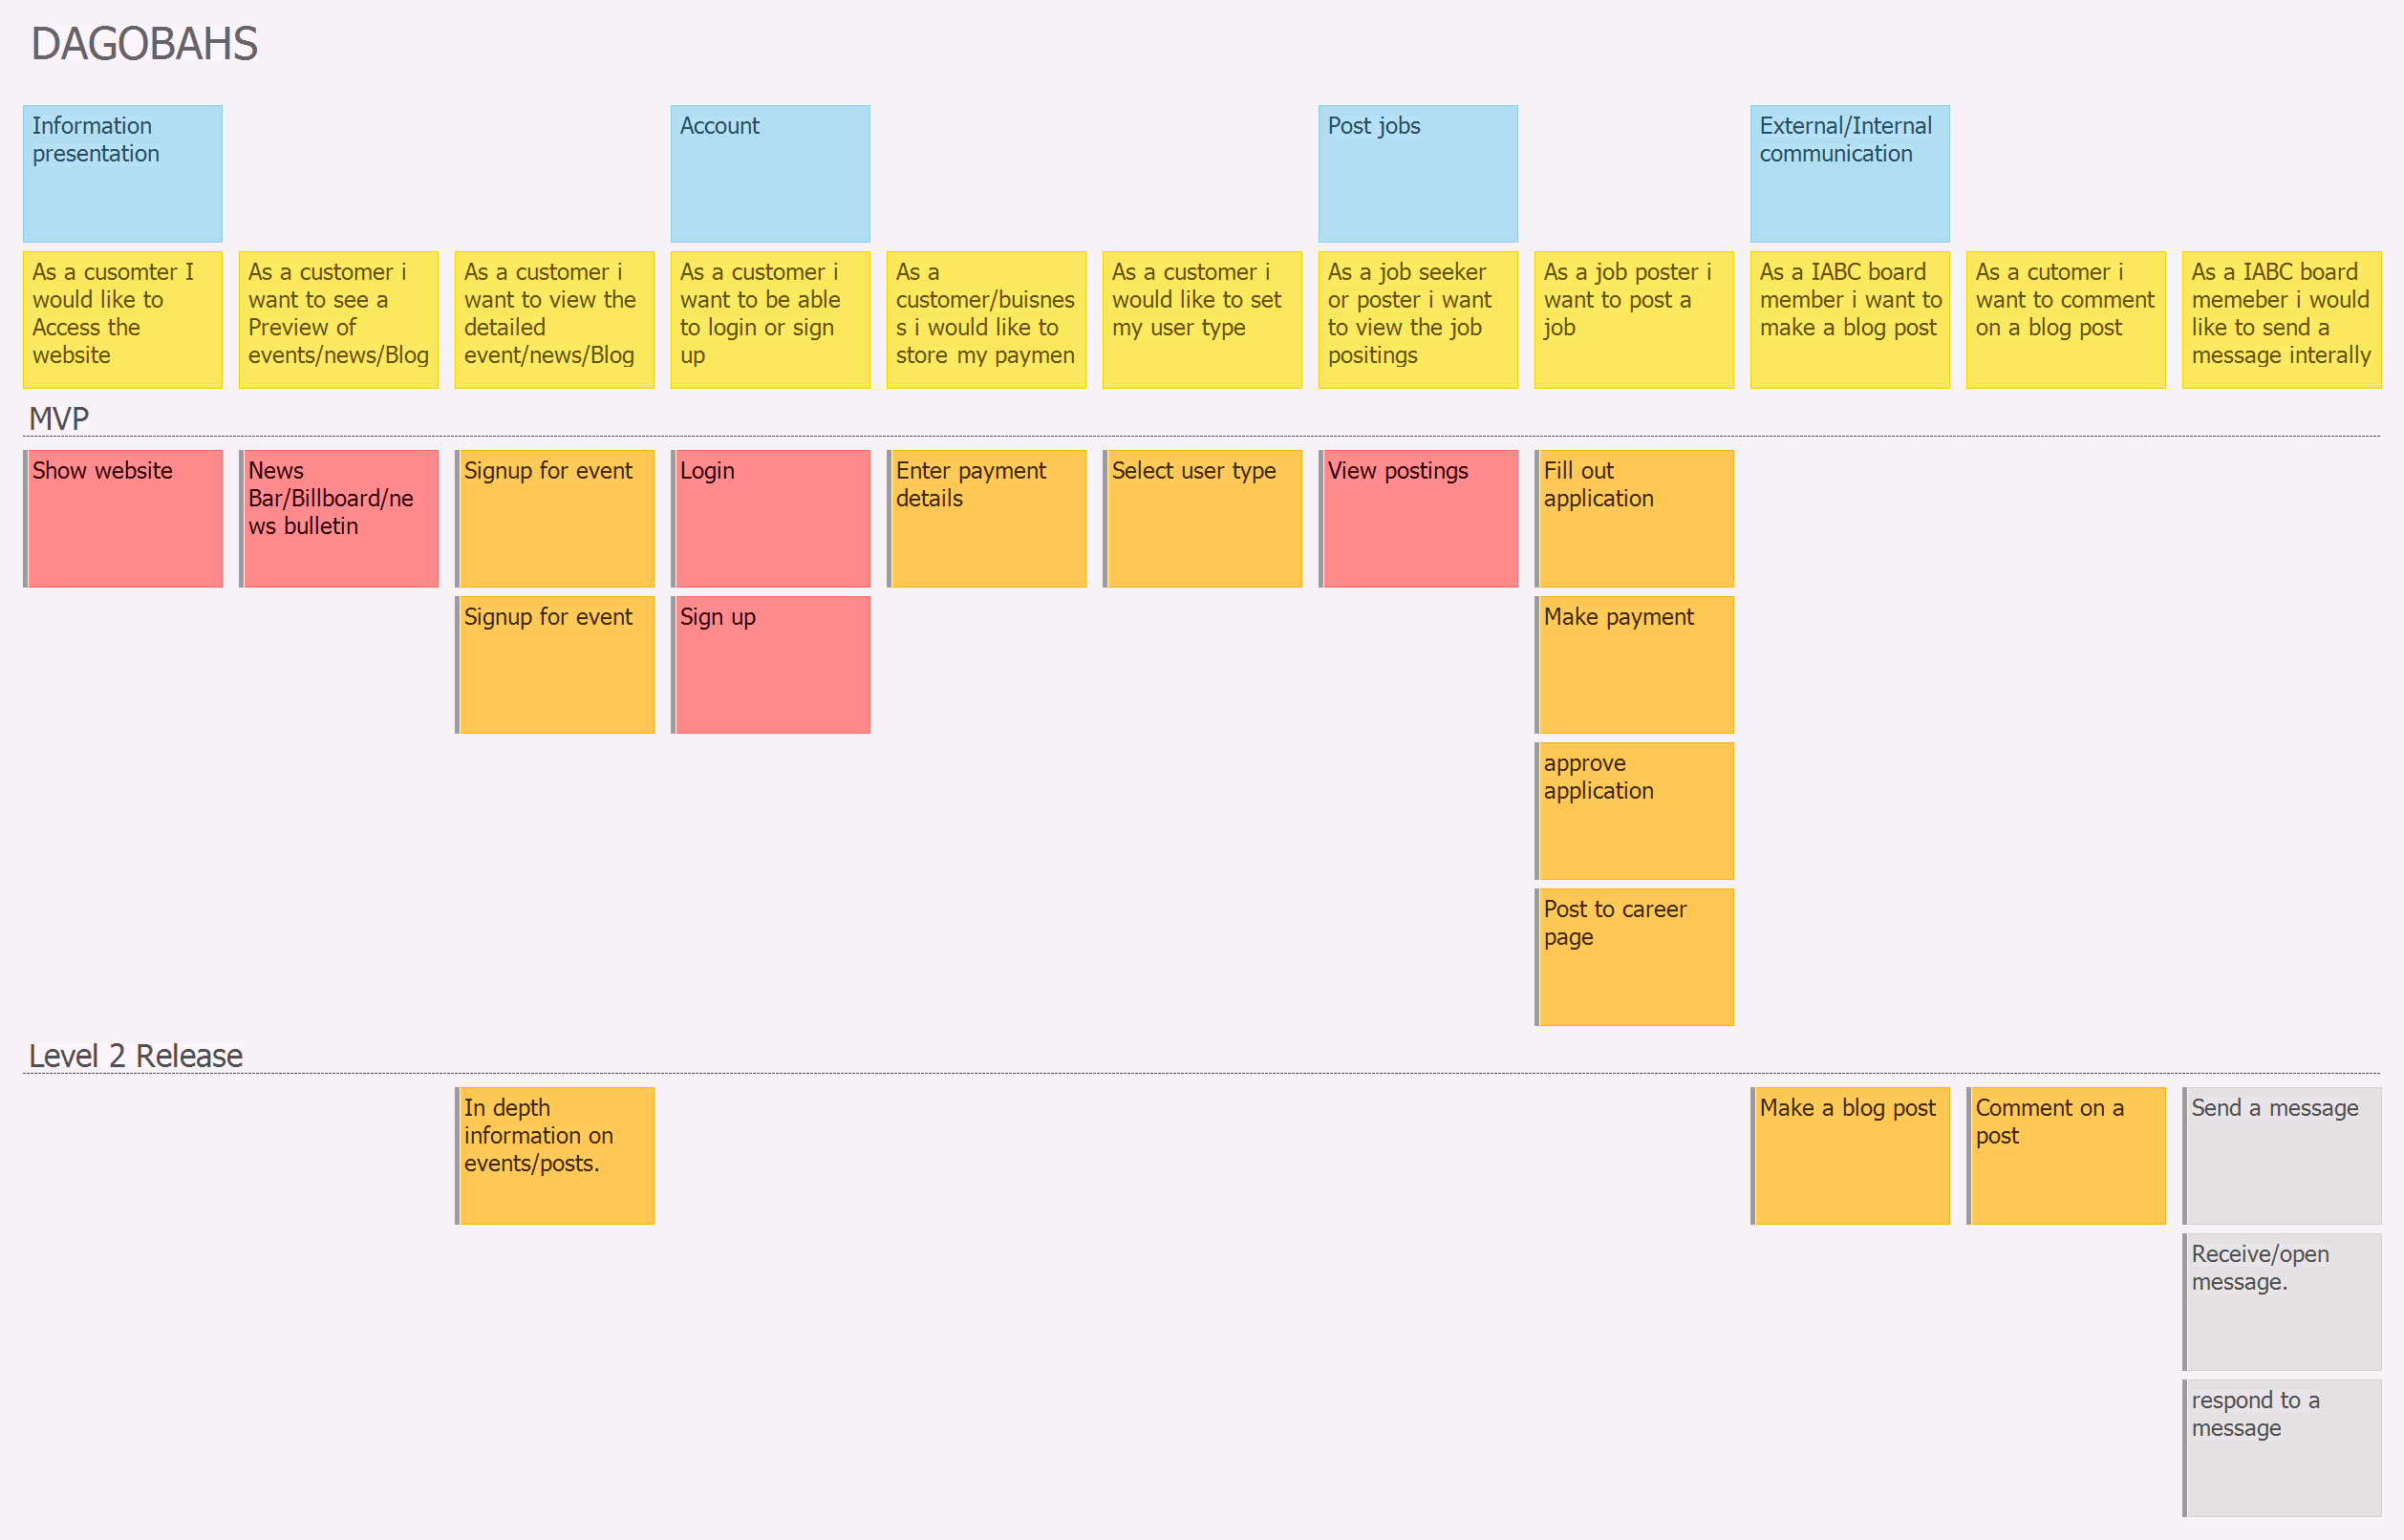 DAGOBAHS
Information
presentation
Account
Post jobs
External/Internal
communication
As a cusomter I
would like to
Access the
website
As a customer i
want to see a
Preview of
events/news/Blog
As a customer i
want to view the
detailed
event/news/Blog
As a customer i
want to be able
to login or sign
up
As a
customer/buisnes
s i would like to
store my paymen
As a customer i
would like to set
my user type
As a job seeker
or poster i want
to view the job
positings
As a job poster i
want to post a
job
As a IABC board
member i want to
make a blog post
As a cutomer i
want to comment
on a blog post
As a IABC board
memeber i would
like to send a
message interally
MVP
Show website
News
Bar/Billboard/ne
ws bulletin
Signup for event
Login
Enter payment
details
Select user type
View postings
Fill out
application
Signup for event
Sign up
Make payment
approve
application
Post to career
page
Level 2 Release
In depth
information on
events/posts.
Make a blog post
Comment on a
post
Send a message
Receive/open
message.
respond to a
message